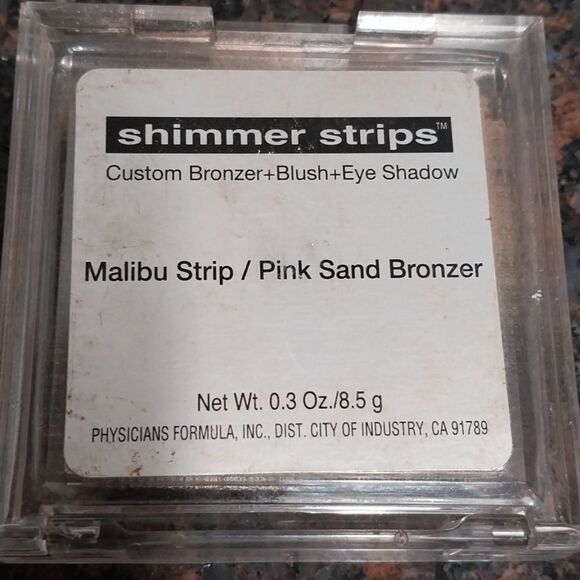 shimmer strips™
Custom Bronzer+Blush+Eye Shadow
Malibu Strip / Pink Sand Bronzer
Net Wt. 0.3 Oz./8.5 g
PHYSICIANS FORMULA, INC., DIST. CITY OF INDUSTRY, CA 91789